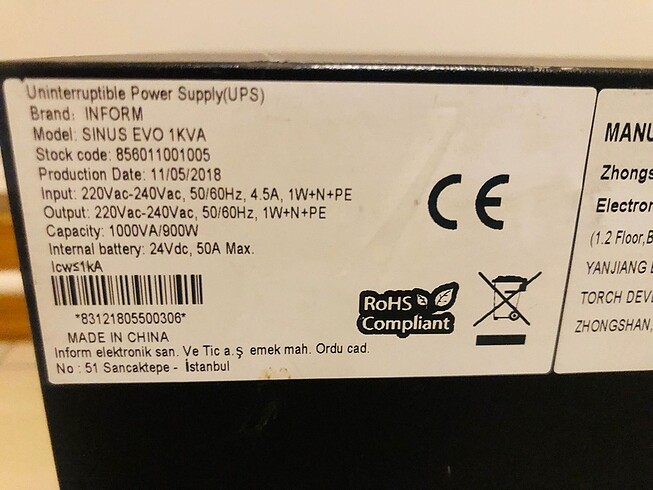 Uninterruptible Power Supply(UPS)
Brand: INFORM
Model: SINUS EVO 1KVA
Stock code: 856011001005
Production Date: 11/05/2018
Input: 220Vac-240Vac, 50/60Hz, 4.5A, 1W+N+PE
Output: 220Vac-240Vac, 50/60Hz, 1W+N+PE
Capacity: 1000VA/900W
Internal battery: 24Vdc, 50A Max.
Icw≤1kA
*83121805500306*
MADE IN CHINA
Inform elektronik san. Ve Tic a.ş emek mah. Ordu cad.
No : 51 Sancaktepe - İstanbul
CE
RoHS
Compliant
MANU
Zhongs
Electron
(1.2 Floor,B
YANJIANG
TORCH DEVE
ZHONGSHAN,